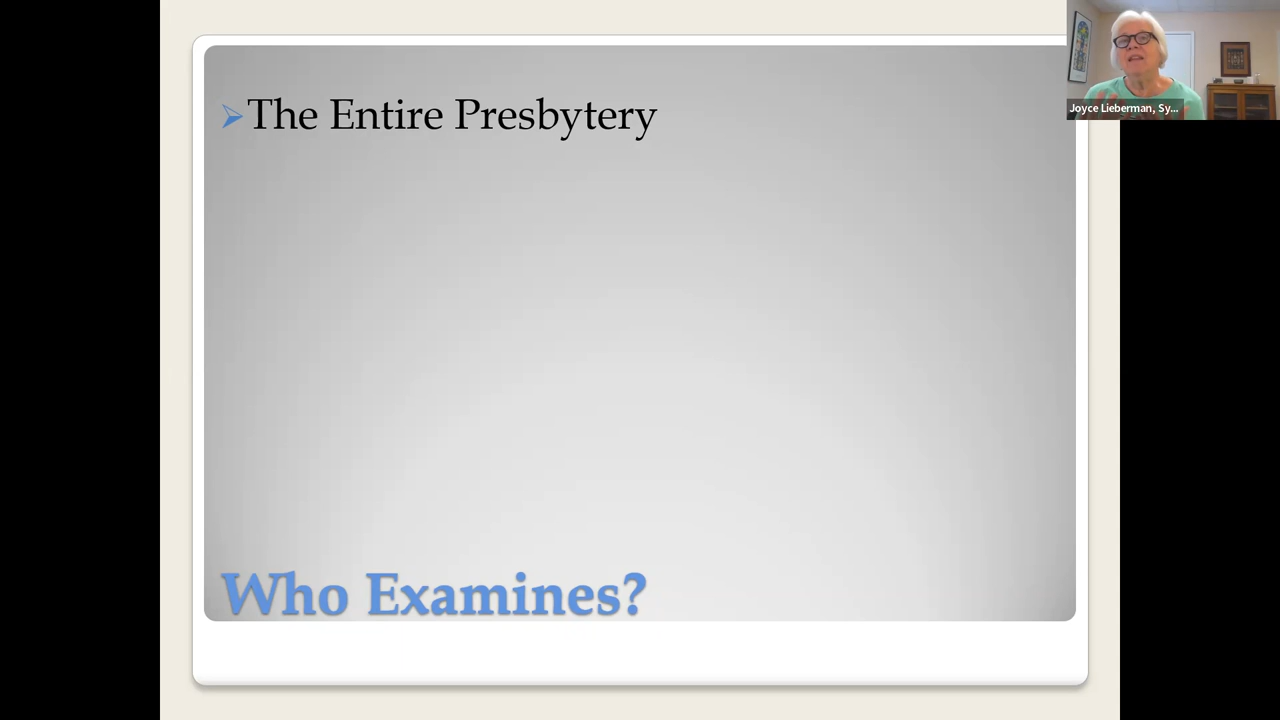 The Entire Presbytery
Joyce Lieberman, Sy...
Who Examines?